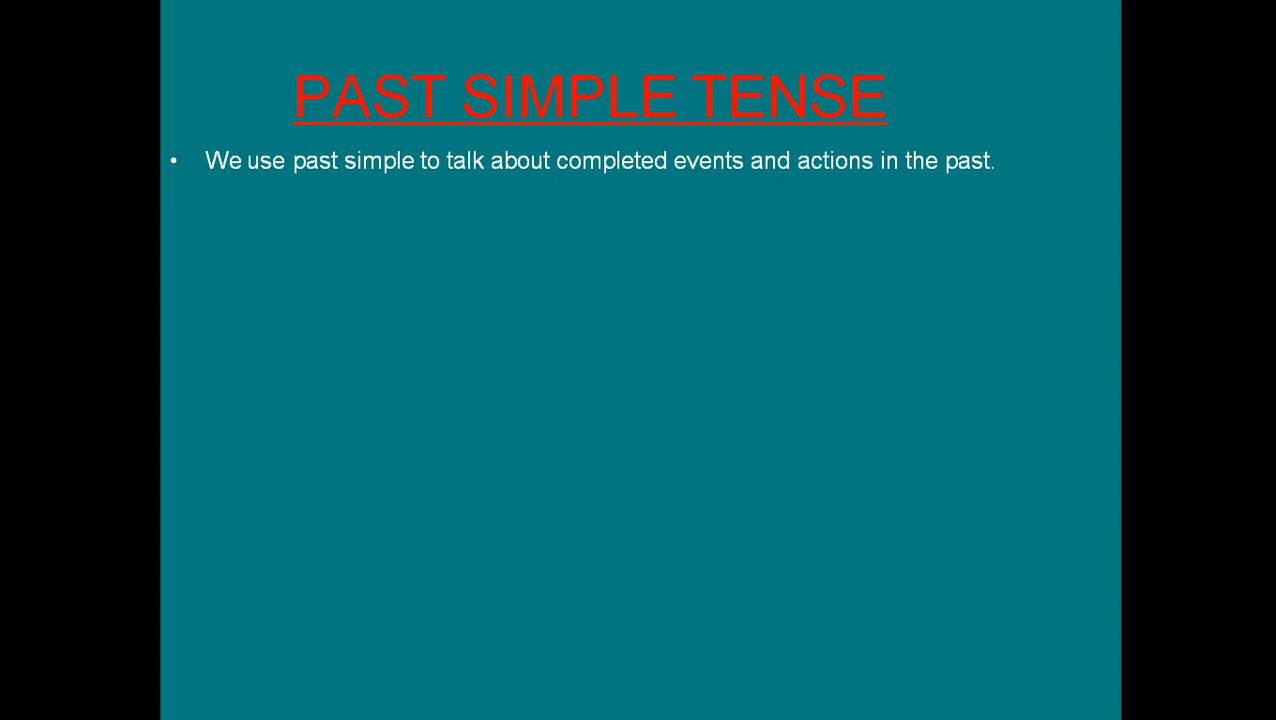 PAST SIMPLE TENSE
• We use past simple to talk about completed events and actions in the past.